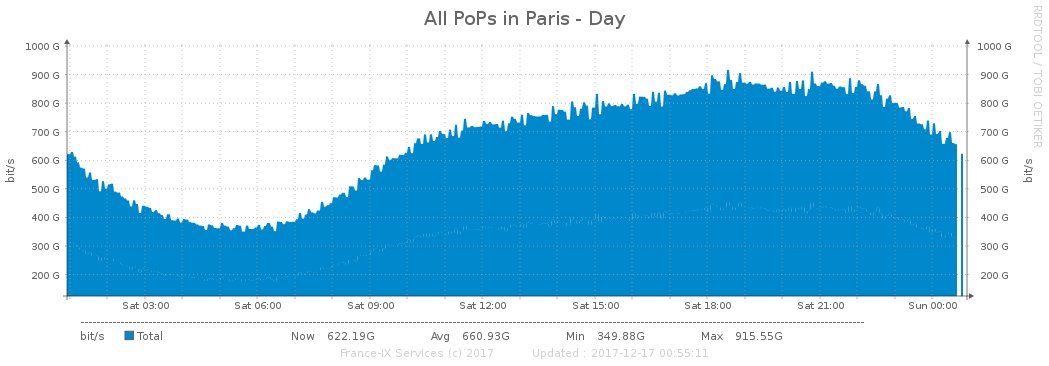 All PoPs in Paris - Day
RRDTOOL / TOBI OETIKER
1000 G 1000 G
900 G 900 G
800 G 800 G
700 G 700 G
600 G 600 G
500 G 500 G
400 G 400 G
300 G 300 G
200 G 200 G
bit/s bit/s
Sat 03:00 Sat 06:00 Sat 09:00 Sat 12:00 Sat 15:00 Sat 18:00 Sat 21:00 Sun 00:00
bit/s Total Now 622.19G Avg 660.93G Min 349.88G Max 915.55G
France-IX Services (c) 2017 Updated : 2017-12-17 00:55:11